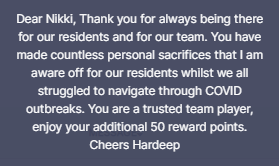 Dear Nikki, Thank you for always being there
for our residents and for our team. You have
made countless personal sacrifices that I am
aware off for our residents whilst we all
struggled to navigate through COVID
outbreaks. You are a trusted team player,
enjoy your additional 50 reward points.
Cheers Hardeep